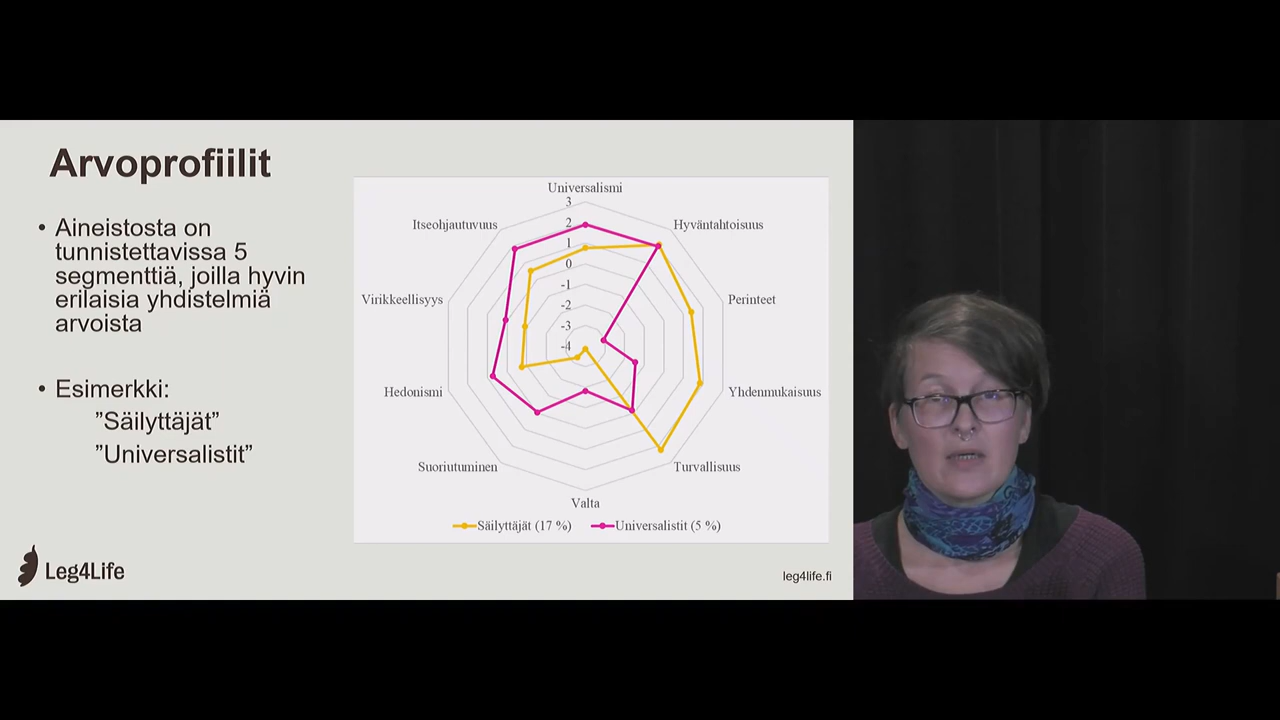 Arvoprofiilit
• Aineistosta on
tunnistettavissa 5
segmenttiä, joilla hyvin
erilaisia yhdistelmiä
arvoista
• Esimerkki:
”Säilyttäjät”
”Universalistit”
Universalismi
Hyväntahtoisuus
Perinteet
Yhdenmukaisuus
Turvallisuus
Valta
Suoriutuminen
Hedonismi
Virikkeellisyys
Itseohjautuvuus
3
2
1
0
-1
-2
-3
-4
Säilyttäjät (17 %) Universalistit (5 %)
Leg4Life
leg4life.fi